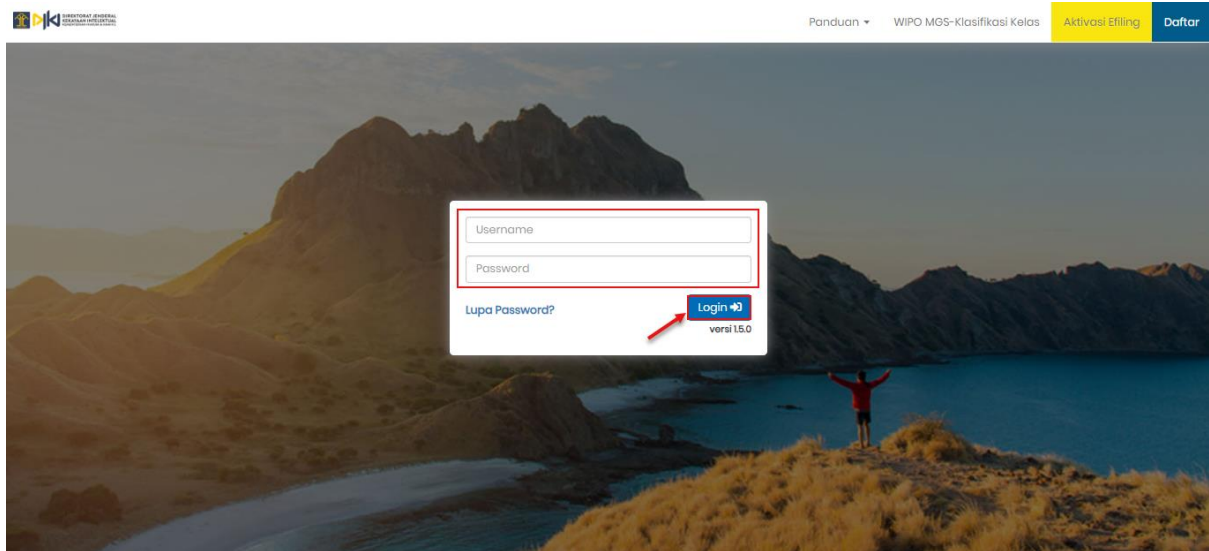 DIREKTORAT JENDERAL
KEKAYAAN INTELEKTUAL
Panduan WIPO MGS-Klasifikasi Kelas Aktivasi Efiling Daftar
Username
Password
Lupa Password? Login
versi 1.5.0